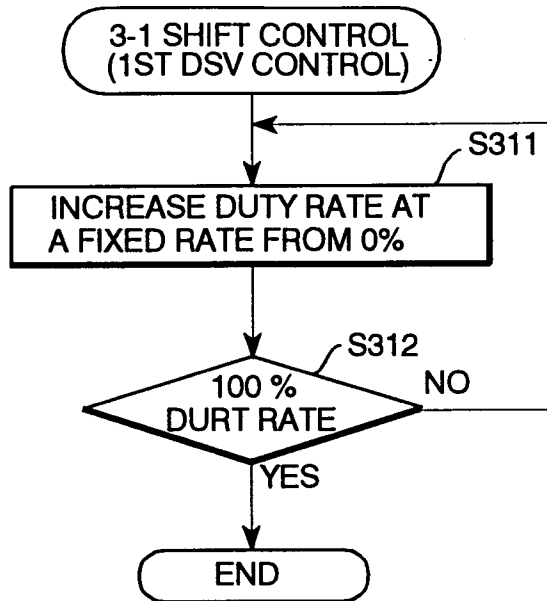 3-1 SHIFT CONTROL
(1ST DSV CONTROL)
S311
INCREASE DUTY RATE AT
A FIXED RATE FROM 0%
S312
100 %
DURT RATE
NO
YES
END